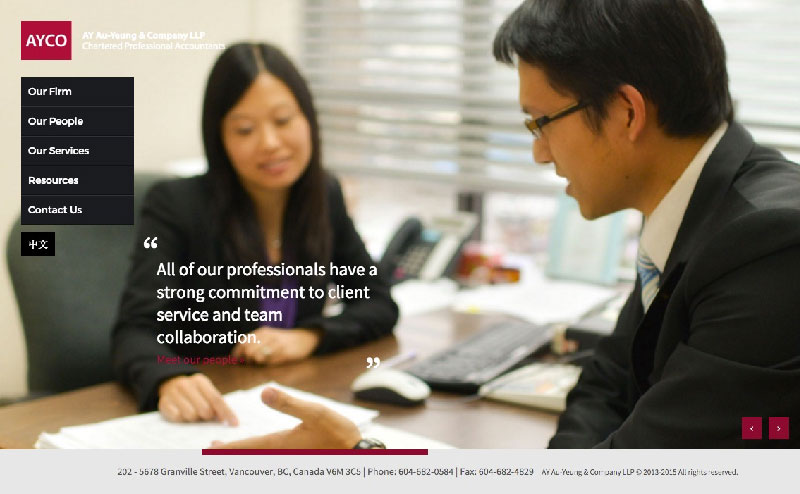 AYCO
AY Au-Yeung & Company LLP
Chartered Professional Accountants
Our Firm
Our People
Our Services
Resources
Contact Us
中文
“
All of our professionals have a
strong commitment to client
service and team
collaboration.
Meet our people...
”
202 - 5678 Granville Street, Vancouver, BC, Canada V6M 3C5 | Phone: 604-682-0584 | Fax: 604-682-4829 AY Au-Yeung & Company LLP © 2013-2015 All rights reserved.